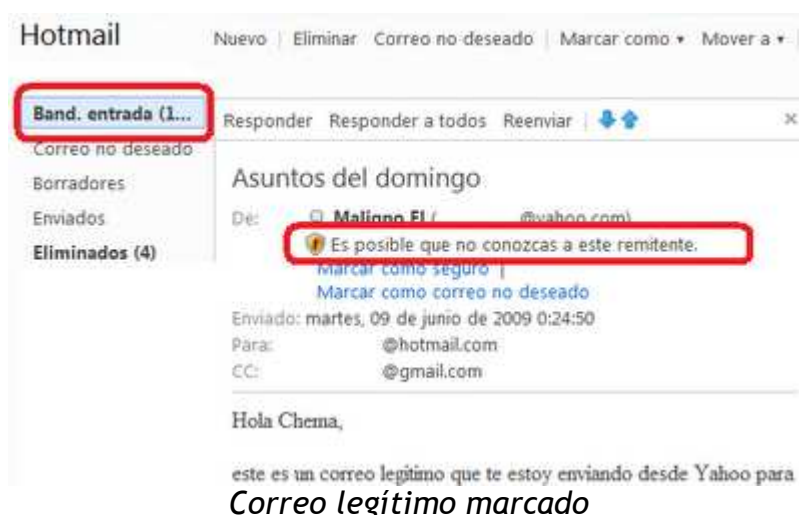 Hotmail
Nuevo | Eliminar Correo no deseado | Marcar como ▾ Mover a ▾ |
Band. entrada (1...
Responder Responder a todos Reenviar |
Correo no deseado
Asuntos del domingo
Borradores
Enviados
De: Maligno El ( @yahoo.com)
Es posible que no conozcas a este remitente.
Eliminados (4)
Marcar como seguro |
Marcar como correo no deseado
Enviado: martes, 09 de junio de 2009 0:24:50
Para: @hotmail.com
CC: @gmail.com
Hola Chema,
este es un correo legítimo que te estoy enviando desde Yahoo para
Correo legítimo marcado